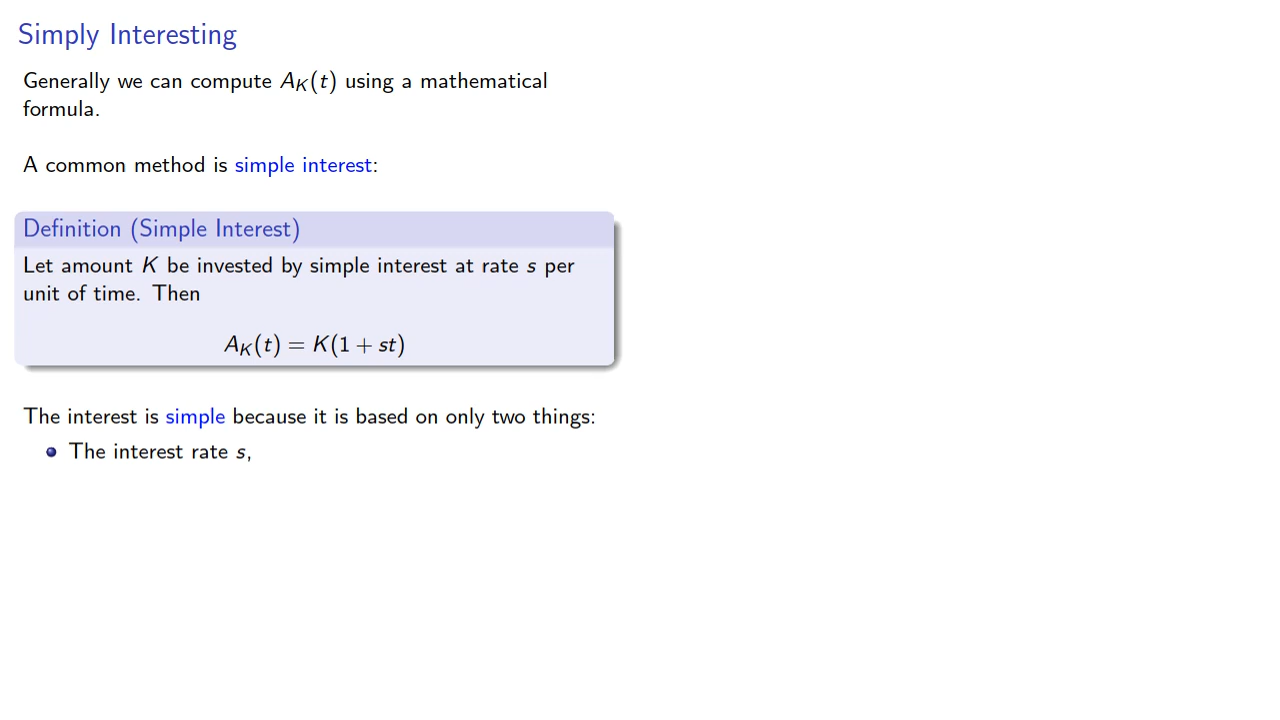 Simply Interesting
Generally we can compute A_K(t) using a mathematical
formula.
A common method is simple interest:
Definition (Simple Interest)
Let amount K be invested by simple interest at rate s per
unit of time. Then
A_K(t) = K(1 + st)
The interest is simple because it is based on only two things:
The interest rate s,